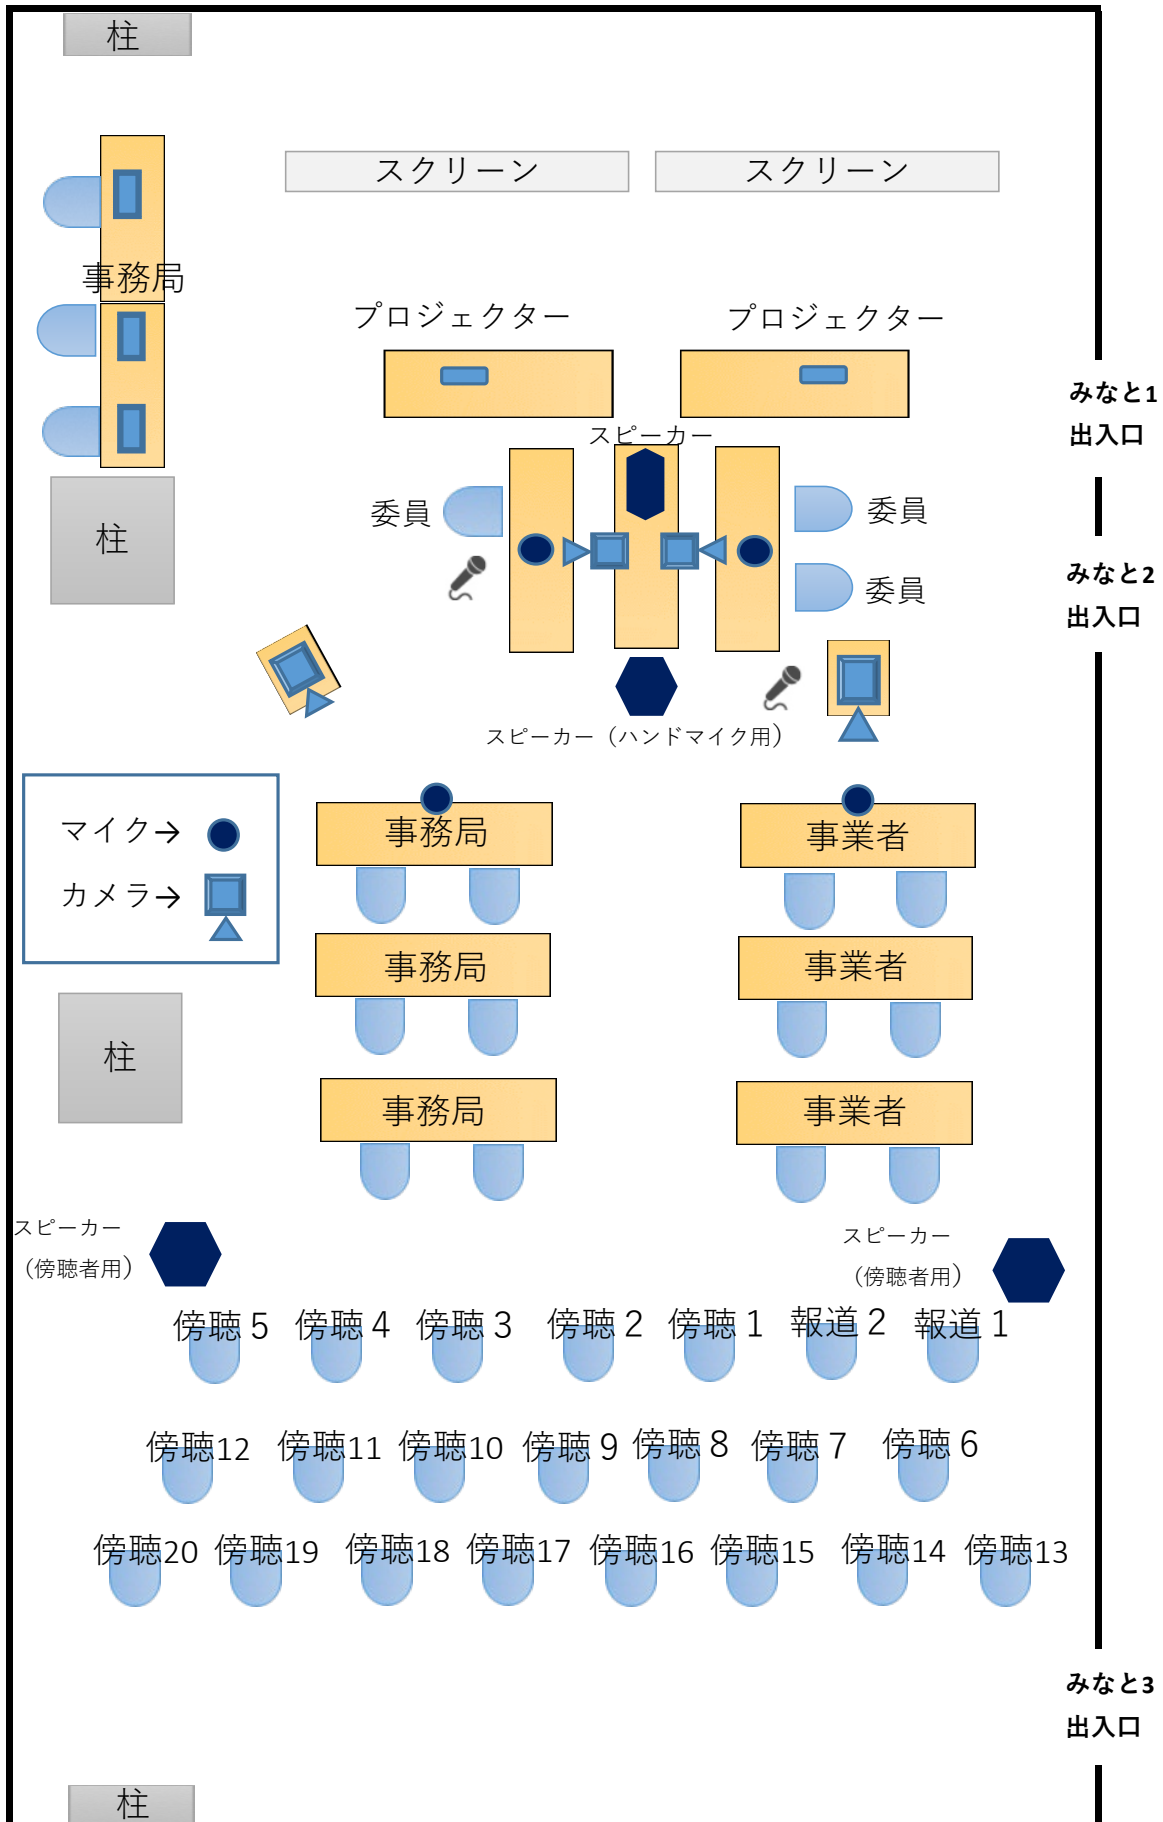 柱
スクリーン
スクリーン
事務局
プロジェクター
プロジェクター
みなと1
出入口
スピーカー
委員
委員
柱
みなと2
出入口
委員
スピーカー（ハンドマイク用）
マイク→
カメラ→
事務局
事業者
事務局
事業者
柱
事務局
事業者
スピーカー
（傍聴者用）
スピーカー
（傍聴者用）
傍聴５ 傍聴４ 傍聴３ 傍聴２ 傍聴１ 報道２ 報道１
傍聴12 傍聴11 傍聴10 傍聴９ 傍聴８ 傍聴７ 傍聴６
傍聴20 傍聴19 傍聴18 傍聴17 傍聴16 傍聴15 傍聴14 傍聴13
みなと3
出入口
柱